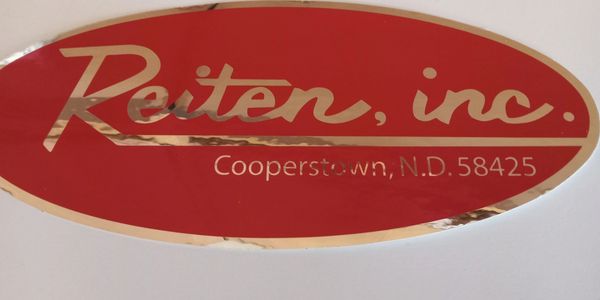 Reiten, inc.
Cooperstown, N.D. 58425